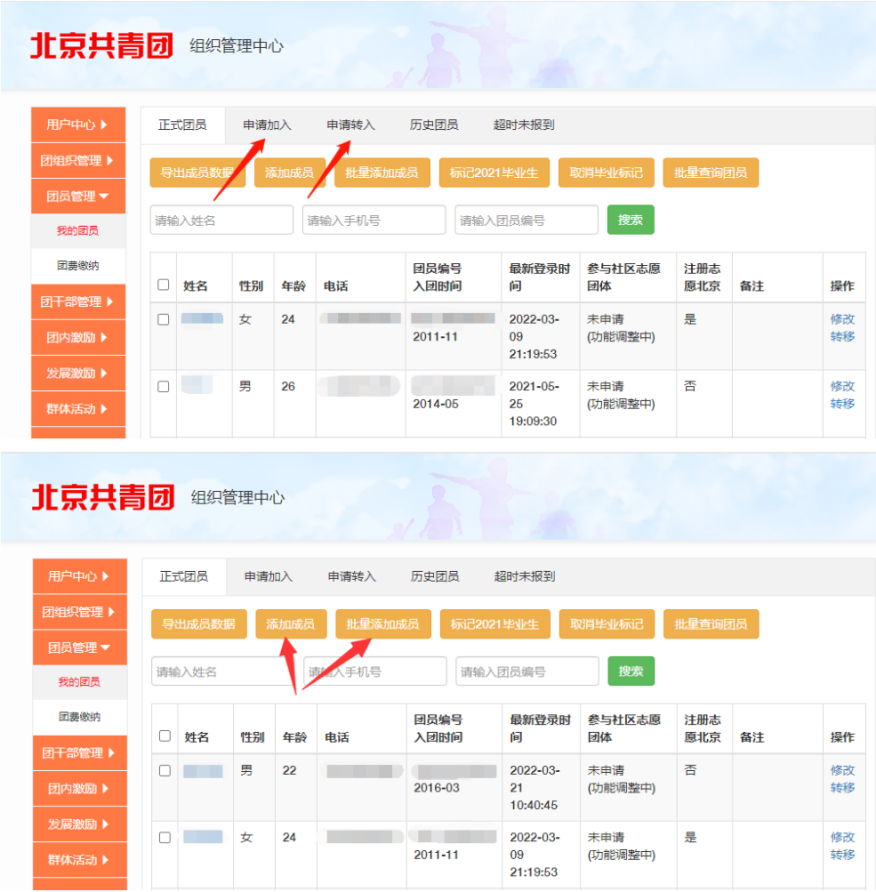 北京共青团 组织管理中心
用户中心
团组织管理
团员管理
我的团员
团费缴纳
团干部管理
团内激励
发展激励
群体活动
正式团员 申请加入 申请转入 历史团员 超时未报到
导出成员数据 添加成员 批量添加成员 标记2021毕业生 取消毕业标记 批量查询团员
请输入姓名 请输入手机号 请输入团员编号 搜索
姓名 性别 年龄 电话 团员编号 最新登录时 参与社区志愿 注册志 备注 操作
入团时间 间 团体 愿北京
女 24 2022-03- 未申请 是 修改
2011-11 09 (功能调整中) 转移
21:19:53
男 26 2021-05- 未申请 否 修改
2014-05 25 (功能调整中) 转移
19:09:30
北京共青团 组织管理中心
用户中心
团组织管理
团员管理
我的团员
团费缴纳
团干部管理
团内激励
发展激励
群体活动
正式团员 申请加入 申请转入 历史团员 超时未报到
导出成员数据 添加成员 批量添加成员 标记2021毕业生 取消毕业标记 批量查询团员
请输入姓名 请输入手机号 请输入团员编号 搜索
姓名 性别 年龄 电话 团员编号 最新登录时 参与社区志愿 注册志 备注 操作
入团时间 间 团体 愿北京
男 22 2022-03- 未申请 否 修改
2016-03 21 (功能调整中) 转移
10:40:45
女 24 2022-03- 未申请 是 修改
2011-11 09 (功能调整中) 转移
21:19:53